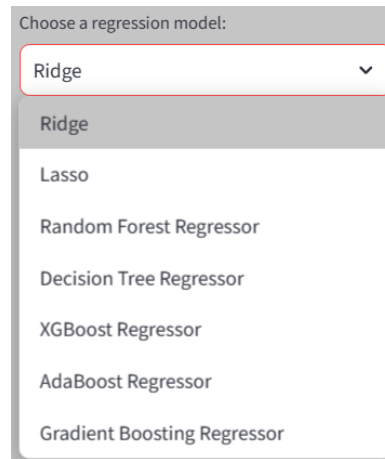 Choose a regression model:
Ridge
Ridge
Lasso
Random Forest Regressor
Decision Tree Regressor
XGBoost Regressor
AdaBoost Regressor
Gradient Boosting Regressor